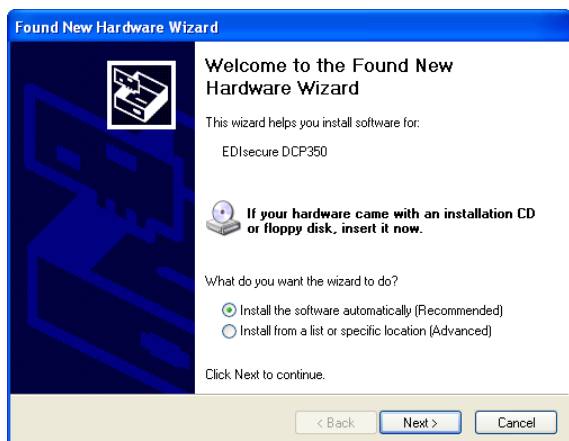 Found New Hardware Wizard
Welcome to the Found New
Hardware Wizard
This wizard helps you install software for:
EDIsecure DCP350
If your hardware came with an installation CD
or floppy disk, insert it now.
What do you want the wizard to do?
Install the software automatically (Recommended)
Install from a list or specific location (Advanced)
Click Next to continue.
< Back Next > Cancel